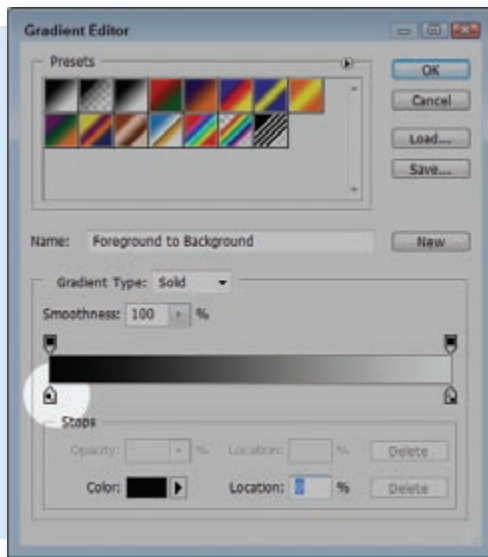 Gradient Editor
Presets
OK
Cancel
Load...
Save...
Name: Foreground to Background
New
Gradient Type: Solid
Smoothness: 100 %
Stops
Opacity: % Location: % Delete
Color: Location: 0 % Delete